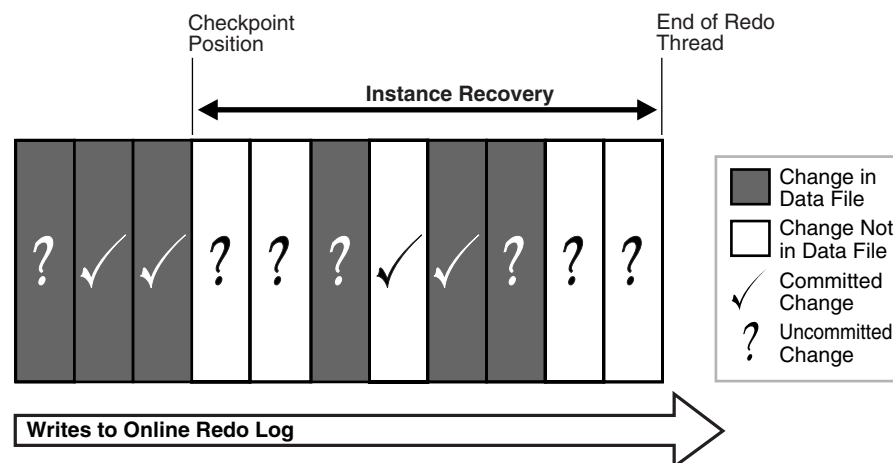 Checkpoint
Position
End of Redo
Thread
Instance Recovery
? ✓ ✓ ? ? ? ✓ ✓ ? ? ?
Change in
Data File
Change Not
in Data File
✓ Committed
Change
? Uncommitted
Change
Writes to Online Redo Log